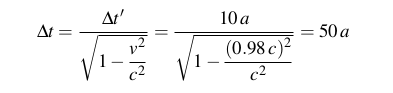 Δt = Δt′ / √(1 − v²/c²) = 10 a / √(1 − (0.98 c)²/c²) = 50 a